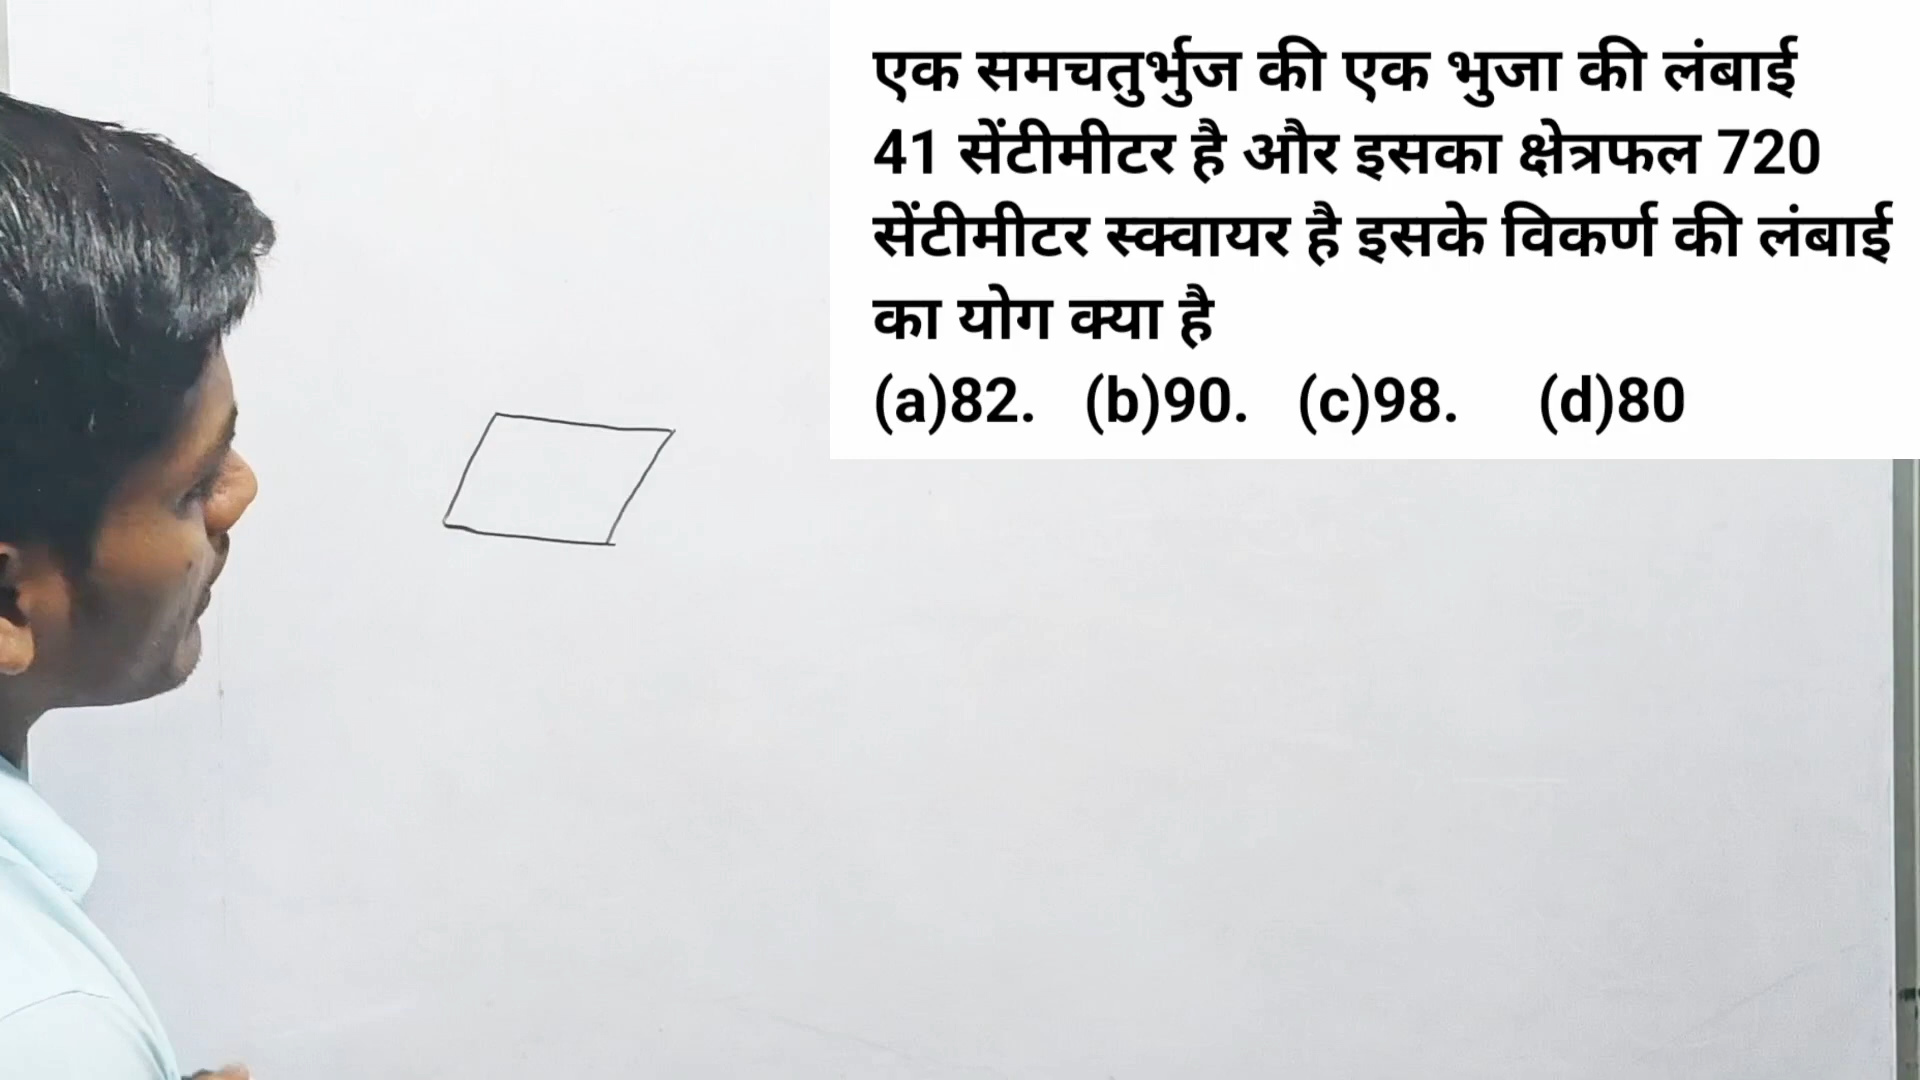 एक समचतुर्भुज की एक भुजा की लंबाई
41 सेंटीमीटर है और इसका क्षेत्रफल 720
सेंटीमीटर स्क्वायर है इसके विकर्ण की लंबाई
का योग क्या है
(a)82. (b)90. (c)98. (d)80